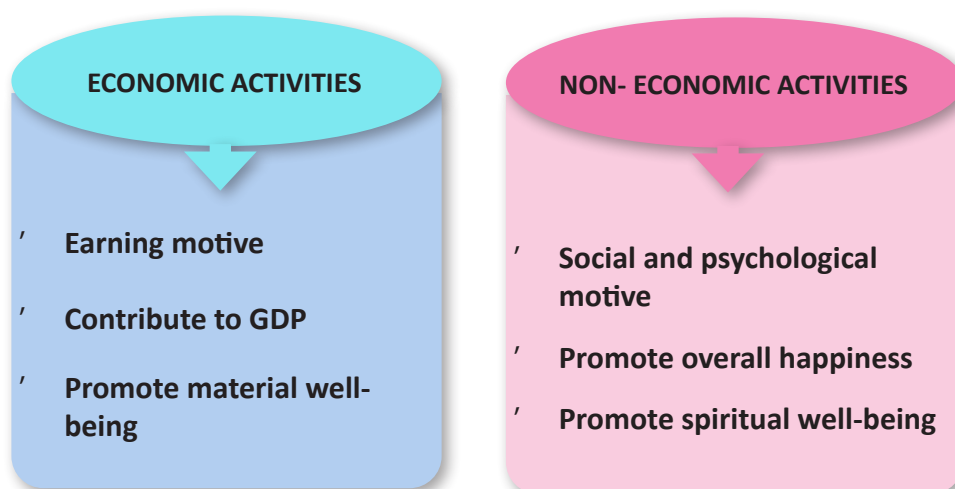 ECONOMIC ACTIVITIES
′ Earning motive
′ Contribute to GDP
′ Promote material well-
being
NON- ECONOMIC ACTIVITIES
′ Social and psychological
motive
′ Promote overall happiness
′ Promote spiritual well-being